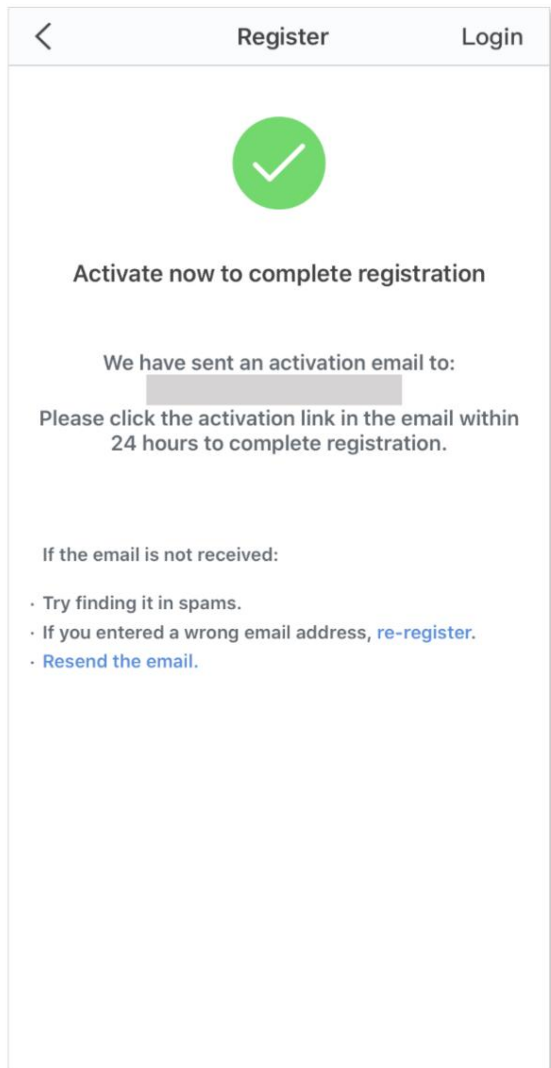 Register Login
Activate now to complete registration
We have sent an activation email to:
Please click the activation link in the email within
24 hours to complete registration.
If the email is not received:
· Try finding it in spams.
· If you entered a wrong email address, re-register.
· Resend the email.